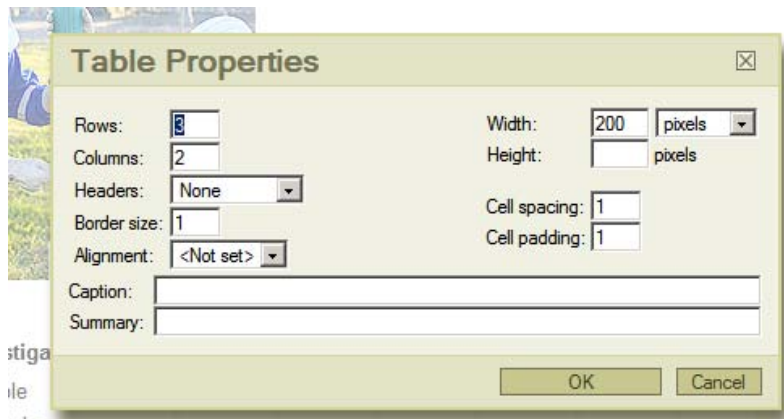 Table Properties
Rows: 3
Columns: 2
Headers: None
Border size: 1
Alignment: <Not set>
Width: 200 pixels
Height: pixels
Cell spacing: 1
Cell padding: 1
Caption:
Summary:
OK Cancel
stiga